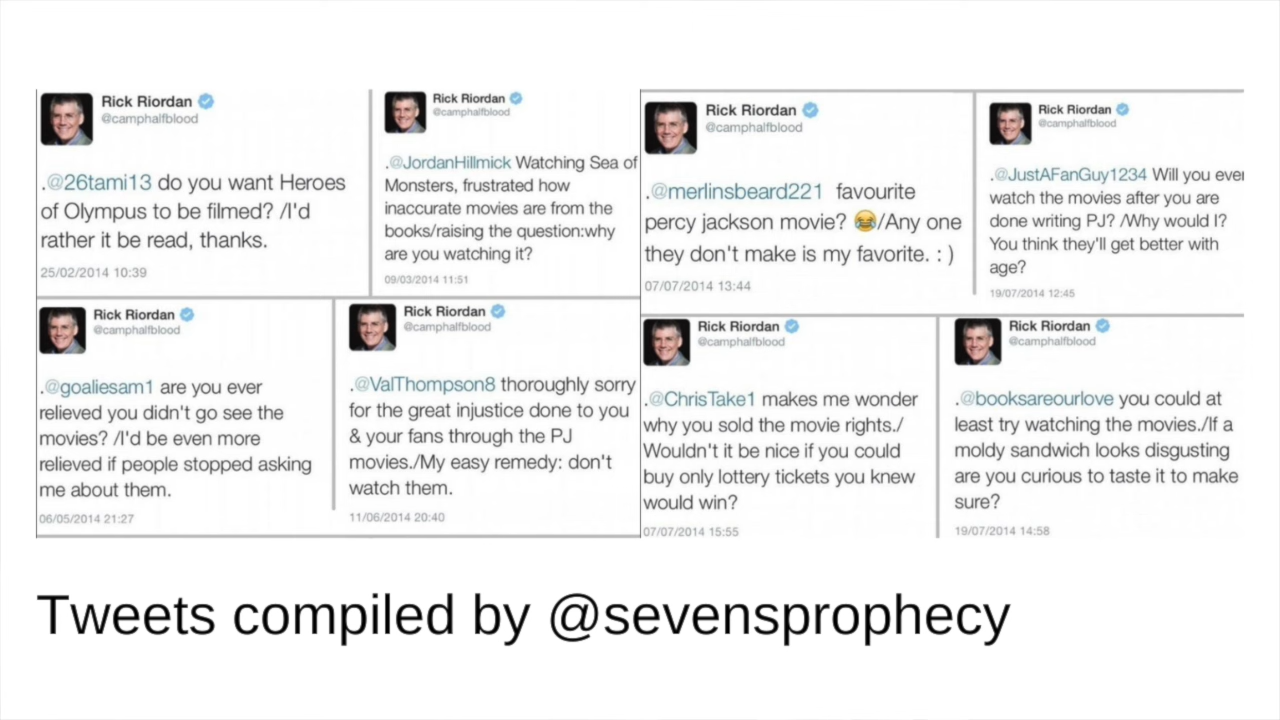 Rick Riordan
@camphalfblood
.@26tami13 do you want Heroes
of Olympus to be filmed? /I'd
rather it be read, thanks.
25/02/2014 10:39
Rick Riordan
@camphalfblood
.@JordanHillmick Watching Sea of
Monsters, frustrated how
inaccurate movies are from the
books/raising the question:why
are you watching it?
09/03/2014 11:51
Rick Riordan
@camphalfblood
.@merlinsbeard221 favourite
percy jackson movie? 😂/Any one
they don't make is my favorite. : )
07/07/2014 13:44
Rick Riordan
@camphalfblood
.@JustAFanGuy1234 Will you ever
watch the movies after you are
done writing PJ? /Why would I?
You think they'll get better with
age?
19/07/2014 12:45
Rick Riordan
@camphalfblood
.@goaliesam1 are you ever
relieved you didn't go see the
movies? /I'd be even more
relieved if people stopped asking
me about them.
06/05/2014 21:27
Rick Riordan
@camphalfblood
.@ValThompson8 thoroughly sorry
for the great injustice done to you
& your fans through the PJ
movies./My easy remedy: don't
watch them.
11/06/2014 20:40
Rick Riordan
@camphalfblood
.@ChrisTake1 makes me wonder
why you sold the movie rights./
Wouldn't it be nice if you could
buy only lottery tickets you knew
would win?
07/07/2014 15:55
Rick Riordan
@camphalfblood
.@booksareourlove you could at
least try watching the movies./If a
moldy sandwich looks disgusting
are you curious to taste it to make
sure?
19/07/2014 14:58
Tweets compiled by @sevensprophecy